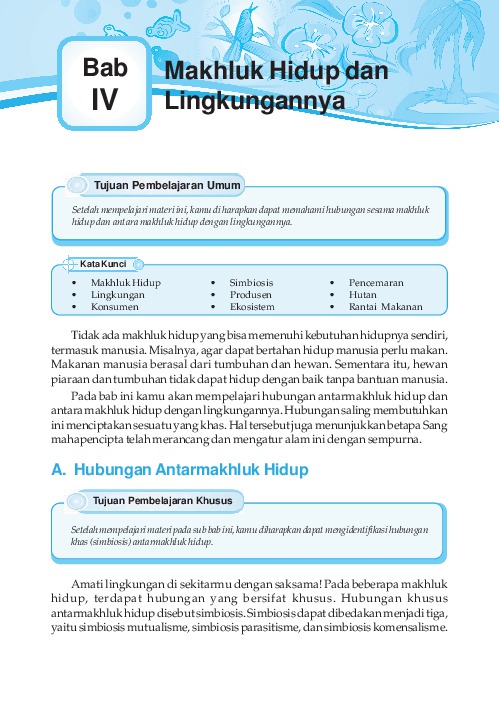 Bab
IV
Makhluk Hidup dan
Lingkungannya
Tujuan Pembelajaran Umum
Setelah mempelajari materi ini, kamu di harapkan dapat memahami hubungan sesama makhluk
hidup dan antara makhluk hidup dengan lingkungannya.
Kata Kunci
• Makhluk Hidup • Simbiosis • Pencemaran
• Lingkungan • Produsen • Hutan
• Konsumen • Ekosistem • Rantai Makanan
Tidak ada makhluk hidup yang bisa memenuhi kebutuhan hidupnya sendiri,
termasuk manusia. Misalnya, agar dapat bertahan hidup manusia perlu makan.
Makanan manusia berasal dari tumbuhan dan hewan. Sementara itu, hewan
piaraan dan tumbuhan tidak dapat hidup dengan baik tanpa bantuan manusia.
Pada bab ini kamu akan mempelajari hubungan antarmakhluk hidup dan
antara makhluk hidup dengan lingkungannya. Hubungan saling membutuhkan
ini menciptakan sesuatu yang khas. Hal tersebut juga menunjukkan betapa Sang
mahapencipta telah merancang dan mengatur alam ini dengan sempurna.
A. Hubungan Antarmakhluk Hidup
Tujuan Pembelajaran Khusus
Setelah mempelajari materi pada sub bab ini, kamu diharapkan dapat mengidentifikasi hubungan
khas (simbiosis) antarmakhluk hidup.
Amati lingkungan di sekitarmu dengan saksama! Pada beberapa makhluk
hidup, terdapat hubungan yang bersifat khusus. Hubungan khusus
antarmakhluk hidup disebut simbiosis. Simbiosis dapat dibedakan menjadi tiga,
yaitu simbiosis mutualisme, simbiosis parasitisme, dan simbiosis komensalisme.